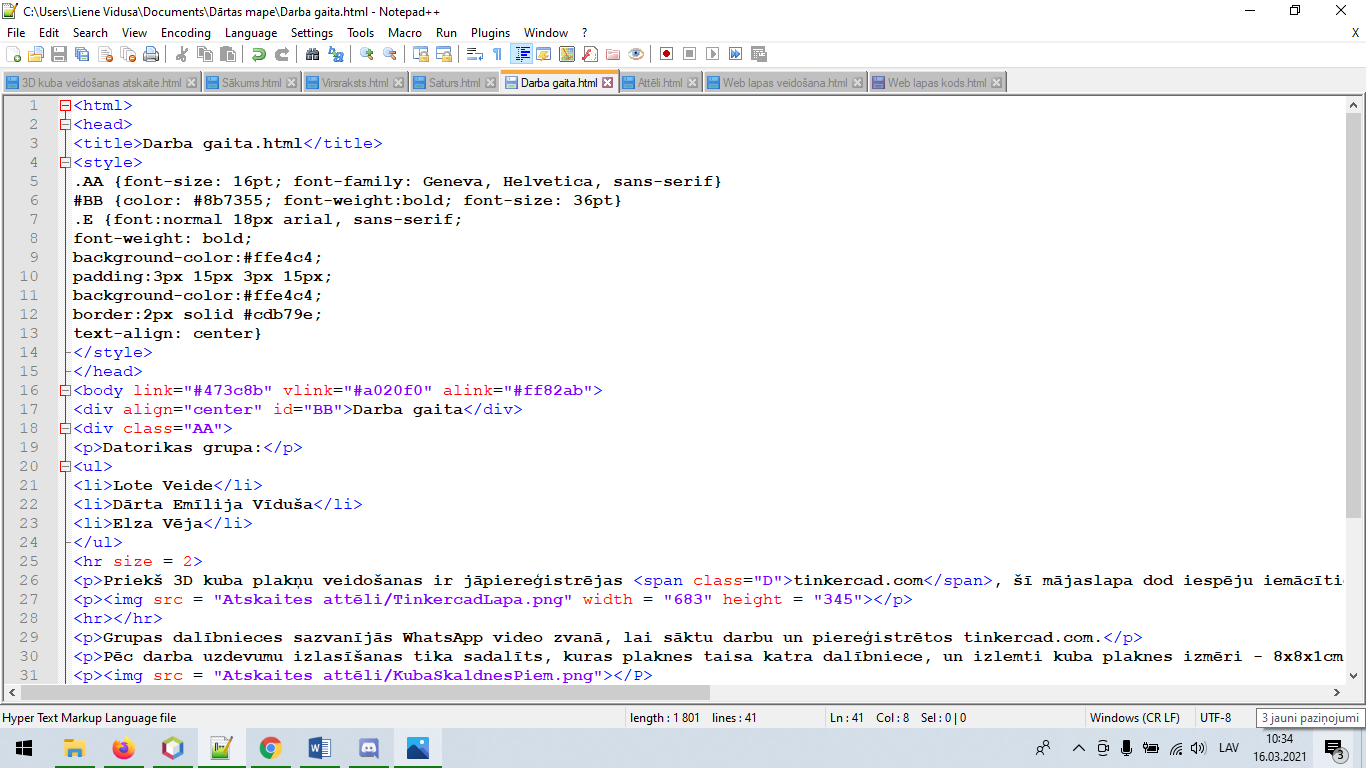 C:\Users\Liene Vidusa\Documents\Dārtas mape\Darba gaita.html - Notepad++
File Edit Search View Encoding Language Settings Tools Macro Run Plugins Window ? X
3D kuba veidošanas atskaite.html Sākums.html Virsraksts.html Saturs.html Darba gaita.html Attēli.html Web lapas veidošana.html Web lapas kods.html
1 <html>
2 <head>
3 <title>Darba gaita.html</title>
4 <style>
5 .AA {font-size: 16pt; font-family: Geneva, Helvetica, sans-serif}
6 #BB {color: #8b7355; font-weight:bold; font-size: 36pt}
7 .E {font:normal 18px arial, sans-serif;
8 font-weight: bold;
9 background-color:#ffe4c4;
10 padding:3px 15px 3px 15px;
11 background-color:#ffe4c4;
12 border:2px solid #cdb79e;
13 text-align: center}
14 </style>
15 </head>
16 <body link="#473c8b" vlink="#a020f0" alink="#ff82ab">
17 <div align="center" id="BB">Darba gaita</div>
18 <div class="AA">
19 <p>Datorikas grupa:</p>
20 <ul>
21 <li>Lote Veide</li>
22 <li>Dārta Emīlija Vīduša</li>
23 <li>Elza Vēja</li>
24 </ul>
25 <hr size = 2>
26 <p>Priekš 3D kuba plakņu veidošanas ir jāpiereģistrējas <span class="D">tinkercad.com</span>, šī mājaslapa dod iespēju iemācītie
27 <p><img src = "Atskaites attēli/TinkercadLapa.png" width = "683" height = "345"></p>
28 <hr></hr>
29 <p>Grupas dalībnieces sazvanījās WhatsApp video zvanā, lai sāktu darbu un piereģistrētos tinkercad.com.</p>
30 <p>Pēc darba uzdevumu izlasīšanas tika sadalīts, kuras plaknes taisa katra dalībniece, un izlemti kuba plaknes izmēri - 8x8x1cm
31 <p><img src = "Atskaites attēli/KubaSkaldnesPiem.png"></P>
Hyper Text Markup Language file length : 1 801 lines : 41 Ln : 41 Col : 8 Sel : 0 | 0 Windows (CR LF) UTF-8 3 jauni paziņojumi
LAV 10:34
16.03.2021 3